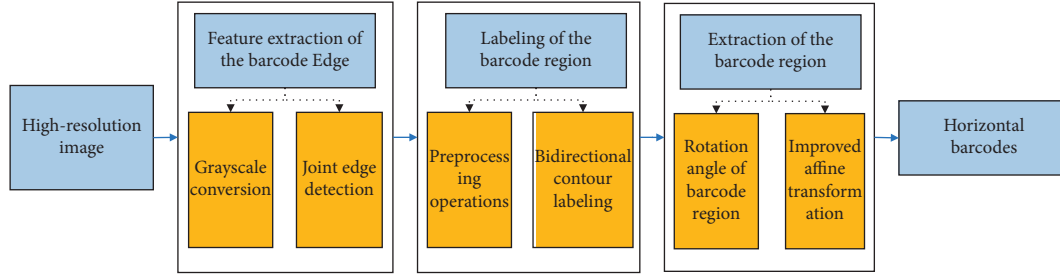 High-resolution
image
Feature extraction of
the barcode Edge
Grayscale
conversion
Joint edge
detection
Labeling of the
barcode region
Preprocess
ing
operations
Bidirectional
contour
labeling
Extraction of the
barcode region
Rotation
angle of
barcode
region
Improved
affine
transform
ation
Horizontal
barcodes